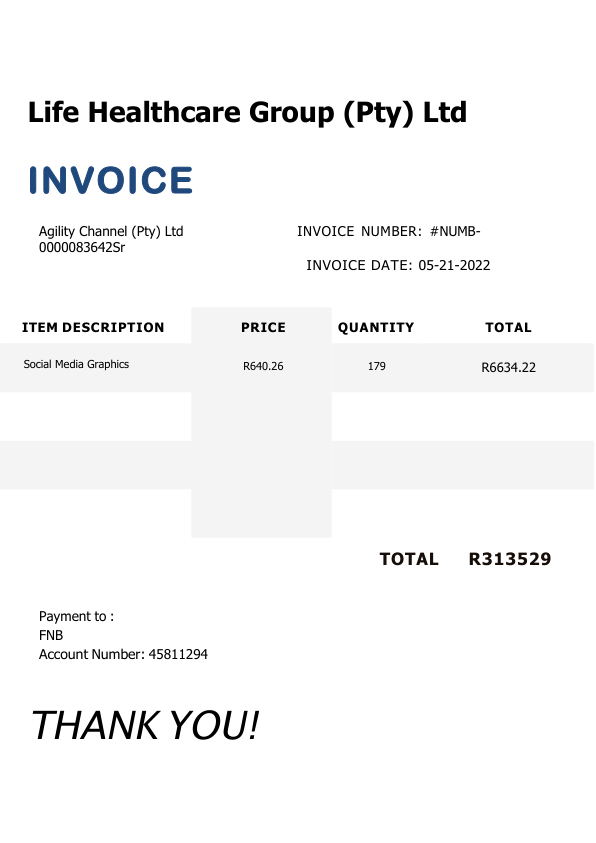 Life Healthcare Group (Pty) Ltd
INVOICE
Agility Channel (Pty) Ltd
0000083642Sr
INVOICE NUMBER: #NUMB-
INVOICE DATE: 05-21-2022
ITEM DESCRIPTION PRICE QUANTITY TOTAL
Social Media Graphics R640.26 179 R6634.22
TOTAL R313529
Payment to :
FNB
Account Number: 45811294
THANK YOU!